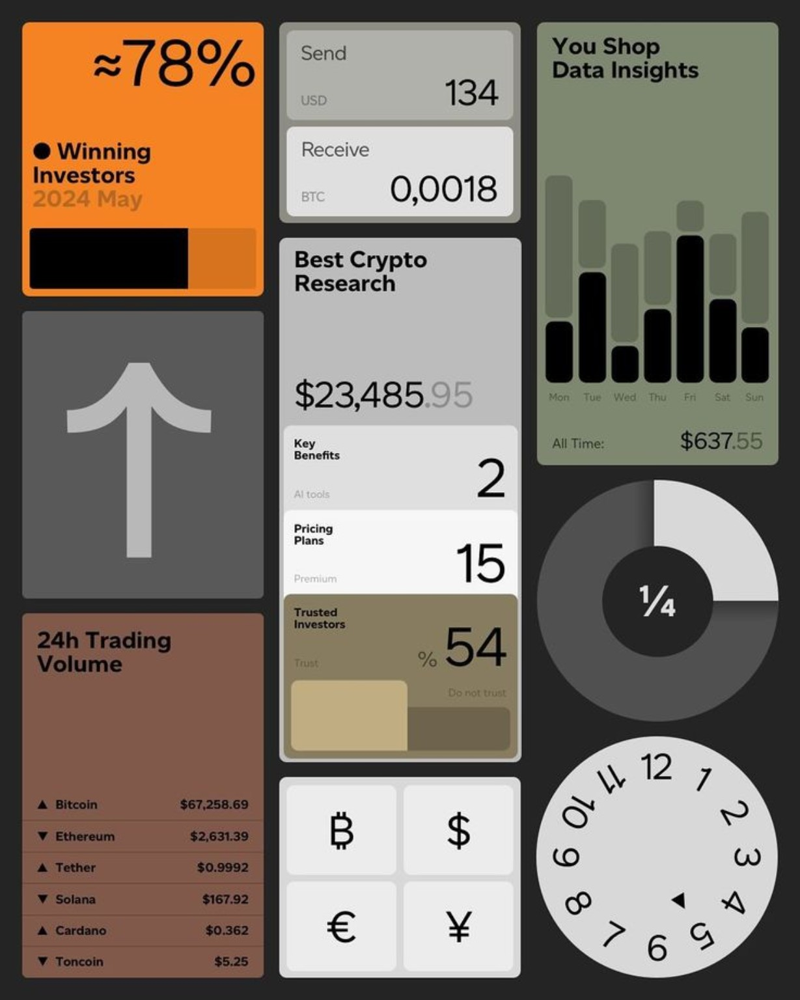 ≈78%
● Winning
Investors
2024 May
24h Trading
Volume
▲ Bitcoin $67,258.69
▼ Ethereum $2,631.39
▲ Tether $0.9992
▼ Solana $167.92
▲ Cardano $0.362
▼ Toncoin $5.25
Send
USD 134
Receive
BTC 0,0018
Best Crypto
Research
$23,485.95
Key
Benefits
AI tools 2
Pricing
Plans
Premium 15
Trusted
Investors
Trust % 54
Do not trust
₿ $
€ ¥
You Shop
Data Insights
Mon Tue Wed Thu Fri Sat Sun
All Time: $637.55
¼
12
1
2
3
4
5
6
7
8
9
10
11